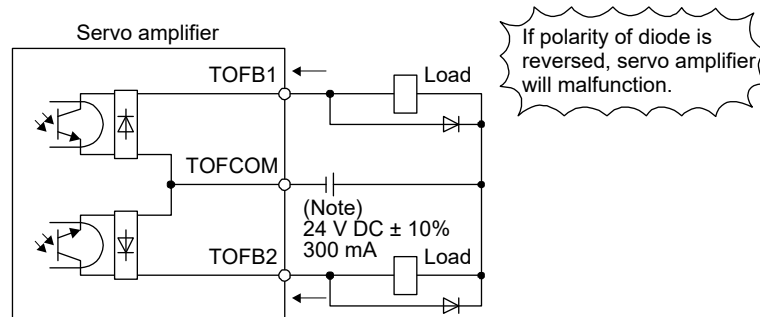 Servo amplifier
If polarity of diode is
reversed, servo amplifier
will malfunction.
TOFB1
Load
TOFCOM
(Note)
24 V DC ± 10%
300 mA
TOFB2
Load